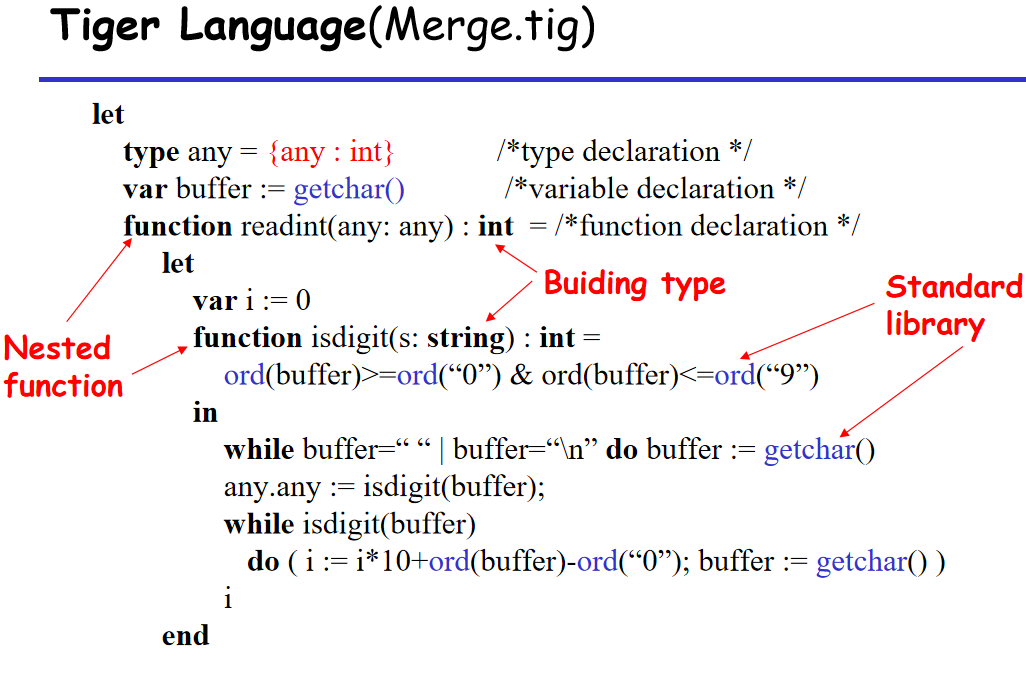 Tiger Language(Merge.tig)
let
type any = {any : int} /*type declaration */
var buffer := getchar() /*variable declaration */
function readint(any: any) : int = /*function declaration */
let
Buiding type
var i := 0
Standard
library
function isdigit(s: string) : int =
Nested
function
ord(buffer)>=ord(“0”) & ord(buffer)<=ord(“9”)
in
while buffer=“ “ | buffer=“\n” do buffer := getchar()
any.any := isdigit(buffer);
while isdigit(buffer)
do ( i := i*10+ord(buffer)-ord(“0”); buffer := getchar() )
i
end